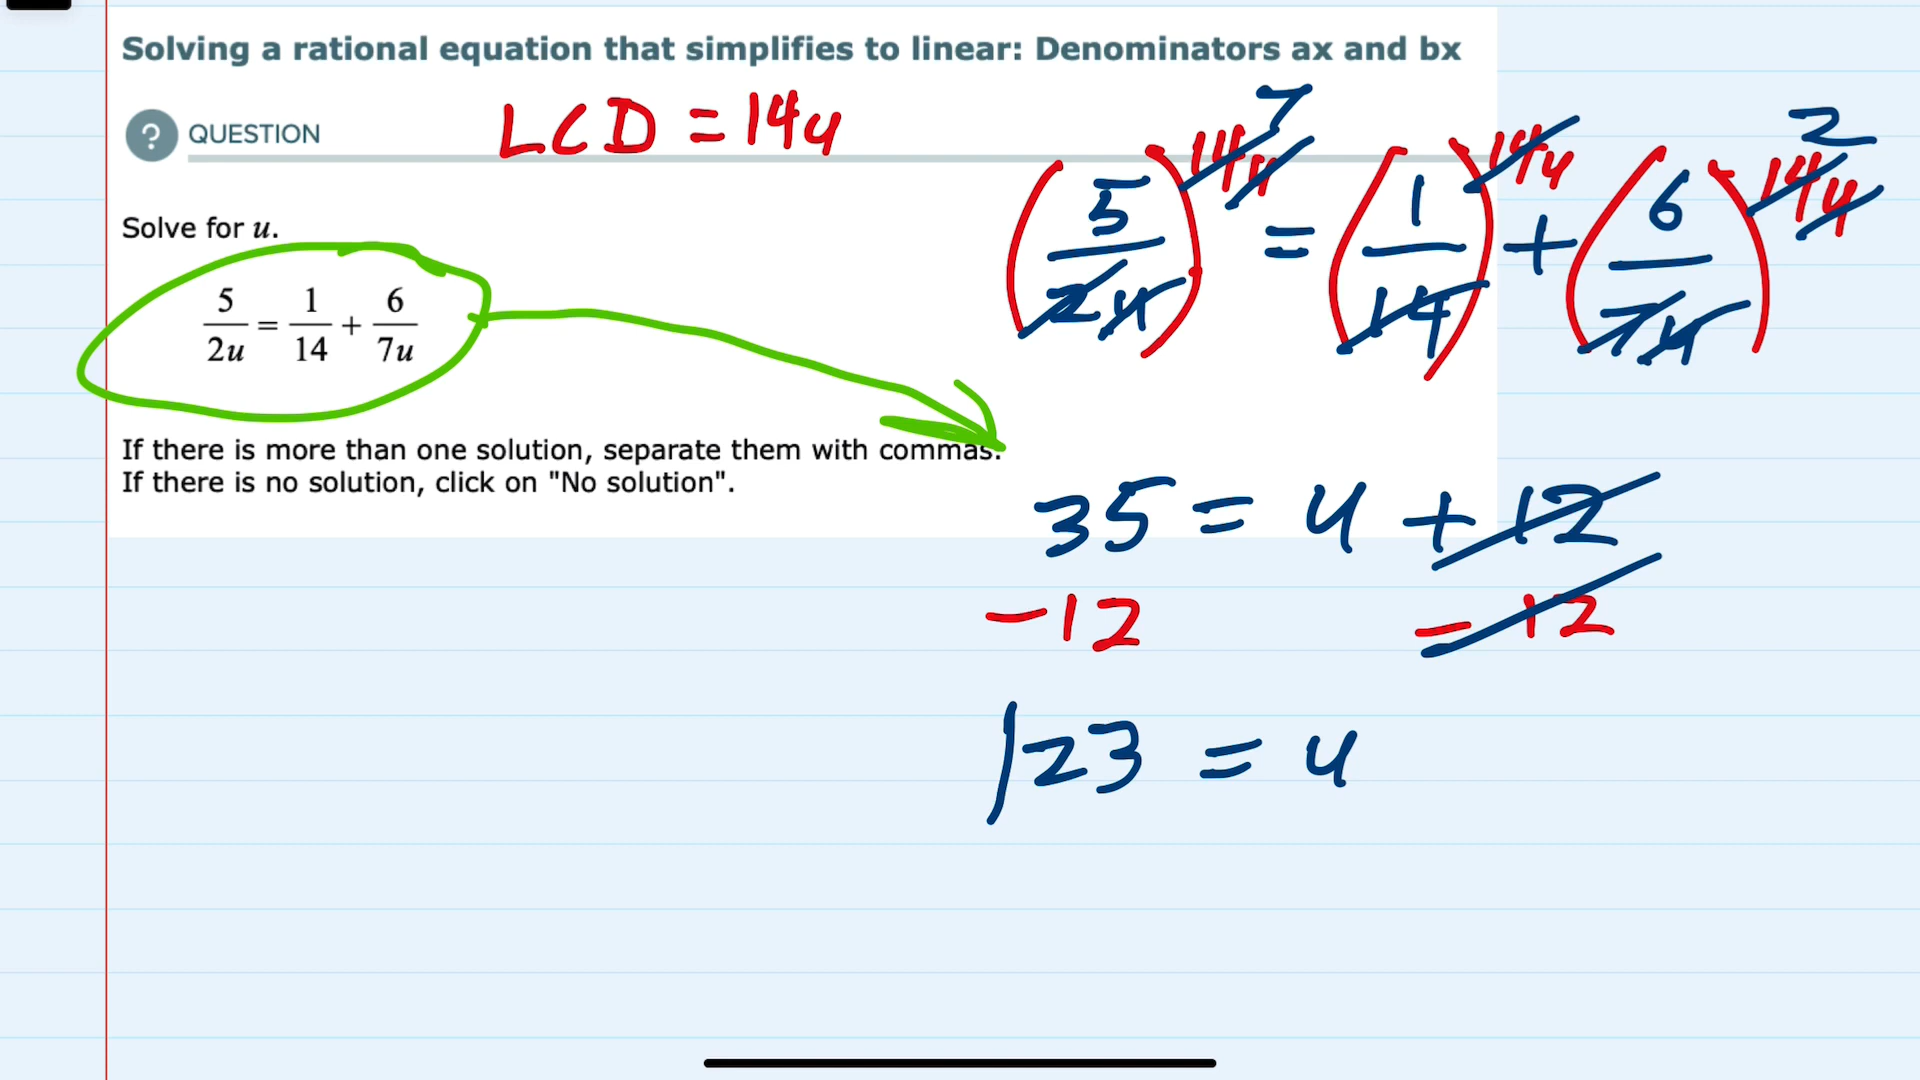 Solving a rational equation that simplifies to linear: Denominators ax and bx
? QUESTION
LCD = 14u
Solve for u.
5/2u = 1/14 + 6/7u
If there is more than one solution, separate them with commas.
If there is no solution, click on "No solution".
7 2
(5/2u) 14u = (1/14) 14u + (6/7u) 14u
35 = u + 12
-12 - 12
23 = u